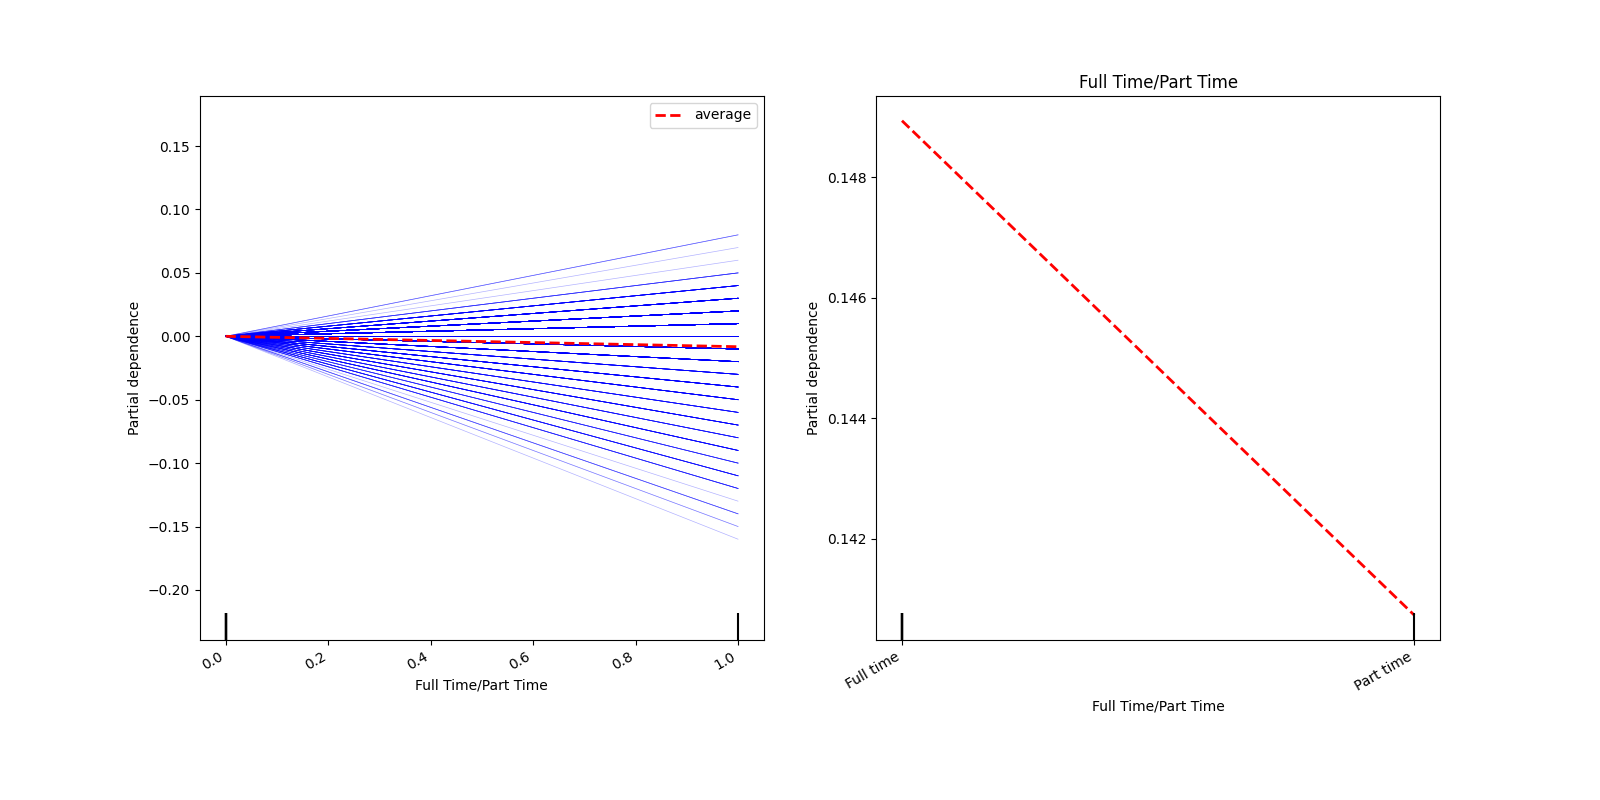 average
0.15
0.10
0.05
0.00
−0.05
−0.10
−0.15
−0.20
Partial dependence
0.0
0.2
0.4
0.6
0.8
1.0
Full Time/Part Time
Full Time/Part Time
0.148
0.146
0.144
0.142
Partial dependence
Full time
Part time
Full Time/Part Time